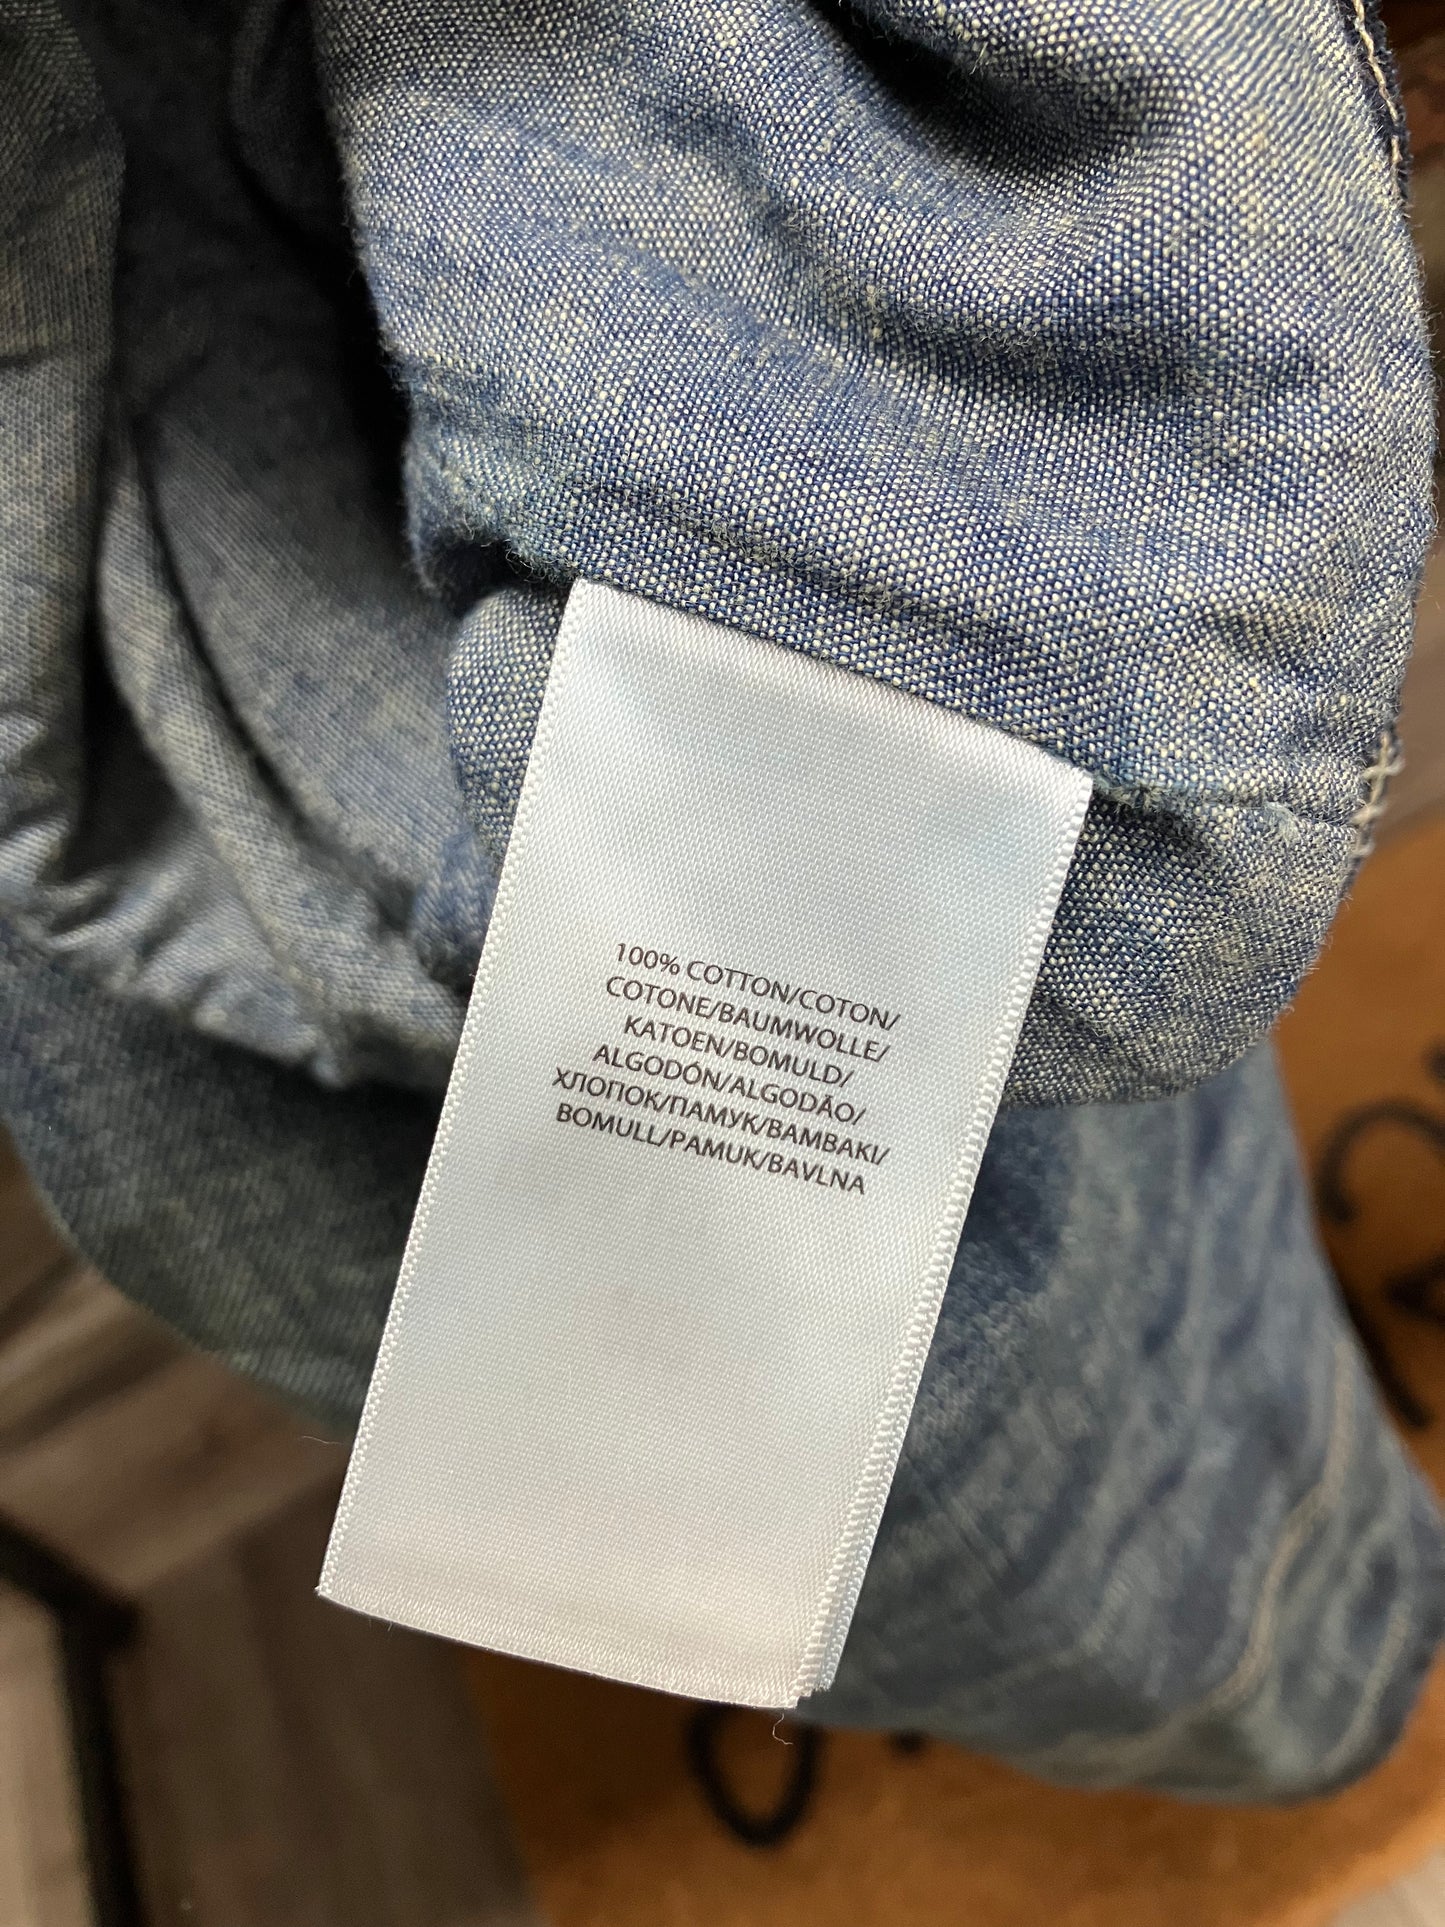 100% COTTON/COTON/
COTONE/BAUMWOLLE/
KATOEN/BOMULD/
ALGODÓN/ALGODÃO/
ХЛОПОК/ПАМУК/BAMBAKI/
BOMULL/PAMUK/BAVLNA